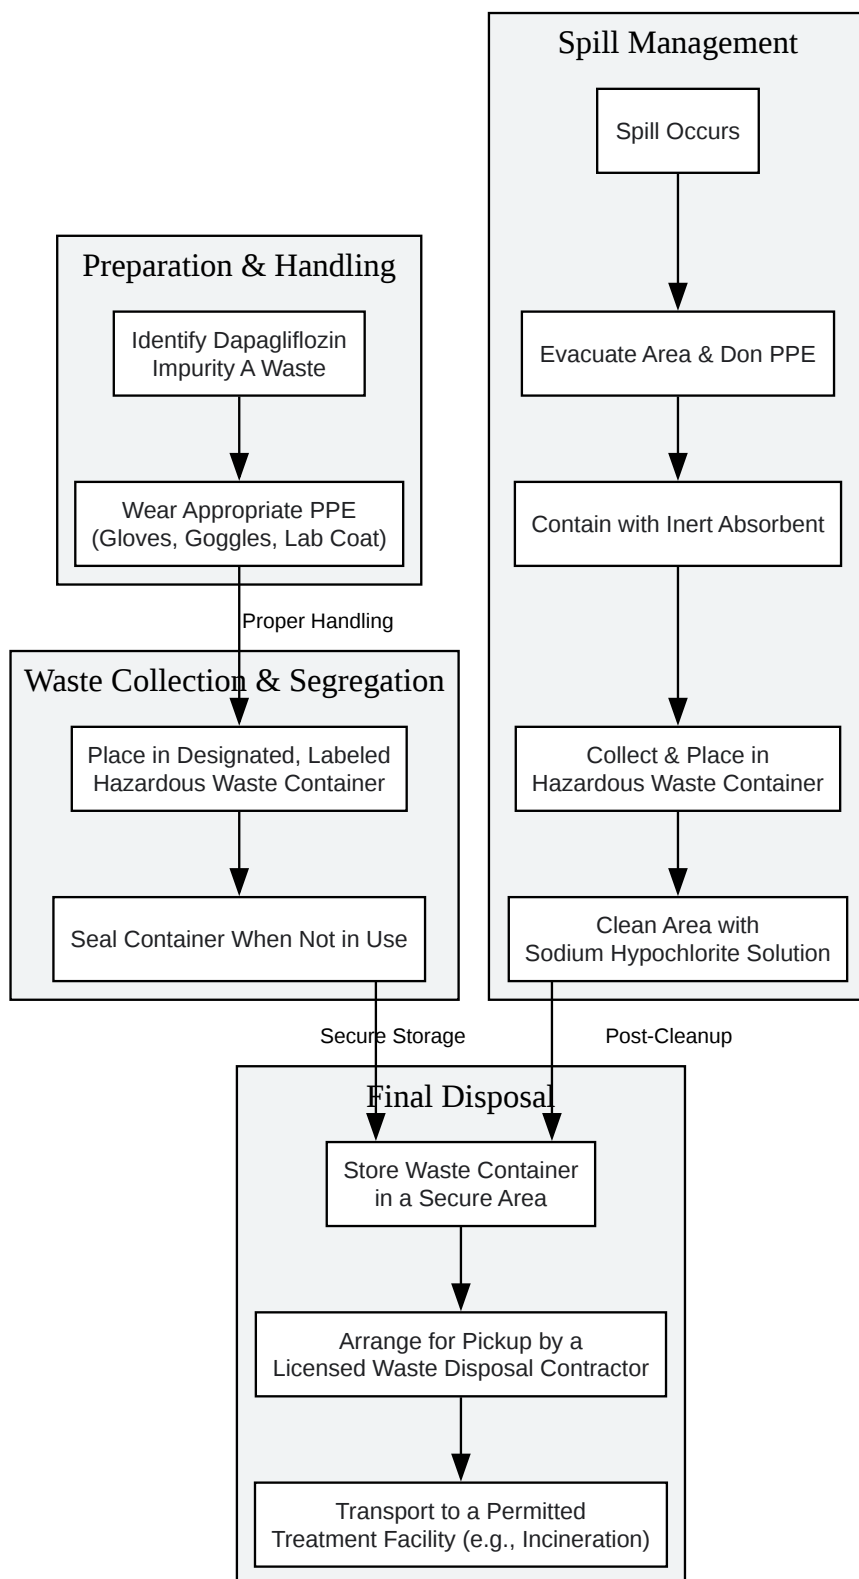 Spill Management
Spill Occurs
Evacuate Area & Don PPE
Contain with Inert Absorbent
Collect & Place in
Hazardous Waste Container
Clean Area with
Sodium Hypochlorite Solution
Preparation & Handling
Identify Dapagliflozin
Impurity A Waste
Wear Appropriate PPE
(Gloves, Goggles, Lab Coat)
Proper Handling
Waste Collection & Segregation
Place in Designated, Labeled
Hazardous Waste Container
Seal Container When Not in Use
Secure Storage
Post-Cleanup
Final Disposal
Store Waste Container
in a Secure Area
Arrange for Pickup by a
Licensed Waste Disposal Contractor
Transport to a Permitted
Treatment Facility (e.g., Incineration)